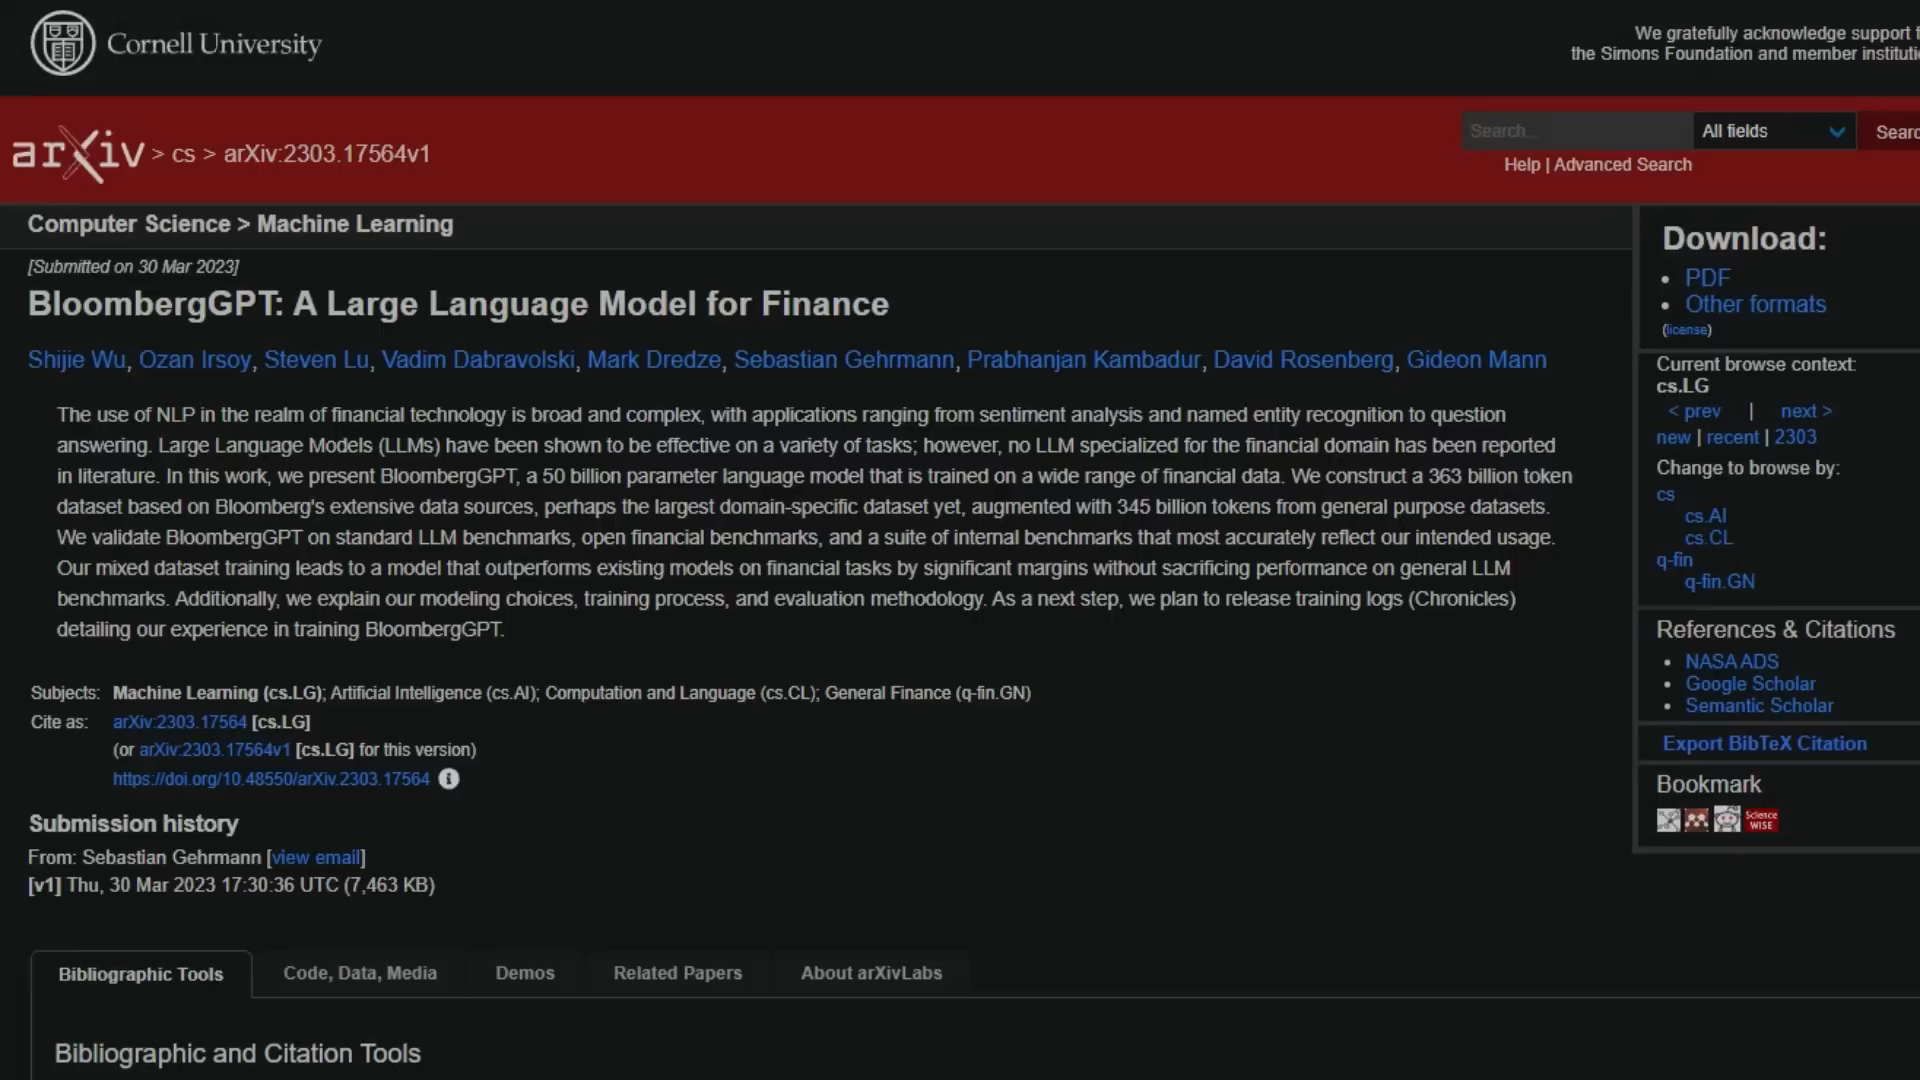 Cornell University
We gratefully acknowledge support f
the Simons Foundation and member instituti
arXiv > cs > arXiv:2303.17564v1
Search...
All fields
Searc
Help | Advanced Search
Computer Science > Machine Learning
[Submitted on 30 Mar 2023]
BloombergGPT: A Large Language Model for Finance
Shijie Wu, Ozan Irsoy, Steven Lu, Vadim Dabravolski, Mark Dredze, Sebastian Gehrmann, Prabhanjan Kambadur, David Rosenberg, Gideon Mann
The use of NLP in the realm of financial technology is broad and complex, with applications ranging from sentiment analysis and named entity recognition to question
answering. Large Language Models (LLMs) have been shown to be effective on a variety of tasks; however, no LLM specialized for the financial domain has been reported
in literature. In this work, we present BloombergGPT, a 50 billion parameter language model that is trained on a wide range of financial data. We construct a 363 billion token
dataset based on Bloomberg's extensive data sources, perhaps the largest domain-specific dataset yet, augmented with 345 billion tokens from general purpose datasets.
We validate BloombergGPT on standard LLM benchmarks, open financial benchmarks, and a suite of internal benchmarks that most accurately reflect our intended usage.
Our mixed dataset training leads to a model that outperforms existing models on financial tasks by significant margins without sacrificing performance on general LLM
benchmarks. Additionally, we explain our modeling choices, training process, and evaluation methodology. As a next step, we plan to release training logs (Chronicles)
detailing our experience in training BloombergGPT.
Subjects: Machine Learning (cs.LG); Artificial Intelligence (cs.AI); Computation and Language (cs.CL); General Finance (q-fin.GN)
Cite as: arXiv:2303.17564 [cs.LG]
(or arXiv:2303.17564v1 [cs.LG] for this version)
https://doi.org/10.48550/arXiv.2303.17564
Submission history
From: Sebastian Gehrmann [view email]
[v1] Thu, 30 Mar 2023 17:30:36 UTC (7,463 KB)
Bibliographic Tools
Code, Data, Media
Demos
Related Papers
About arXivLabs
Bibliographic and Citation Tools
Download:
PDF
Other formats
(license)
Current browse context:
cs.LG
< prev | next >
new | recent | 2303
Change to browse by:
cs
cs.AI
cs.CL
q-fin
q-fin.GN
References & Citations
NASA ADS
Google Scholar
Semantic Scholar
Export BibTeX Citation
Bookmark
Science
WISE